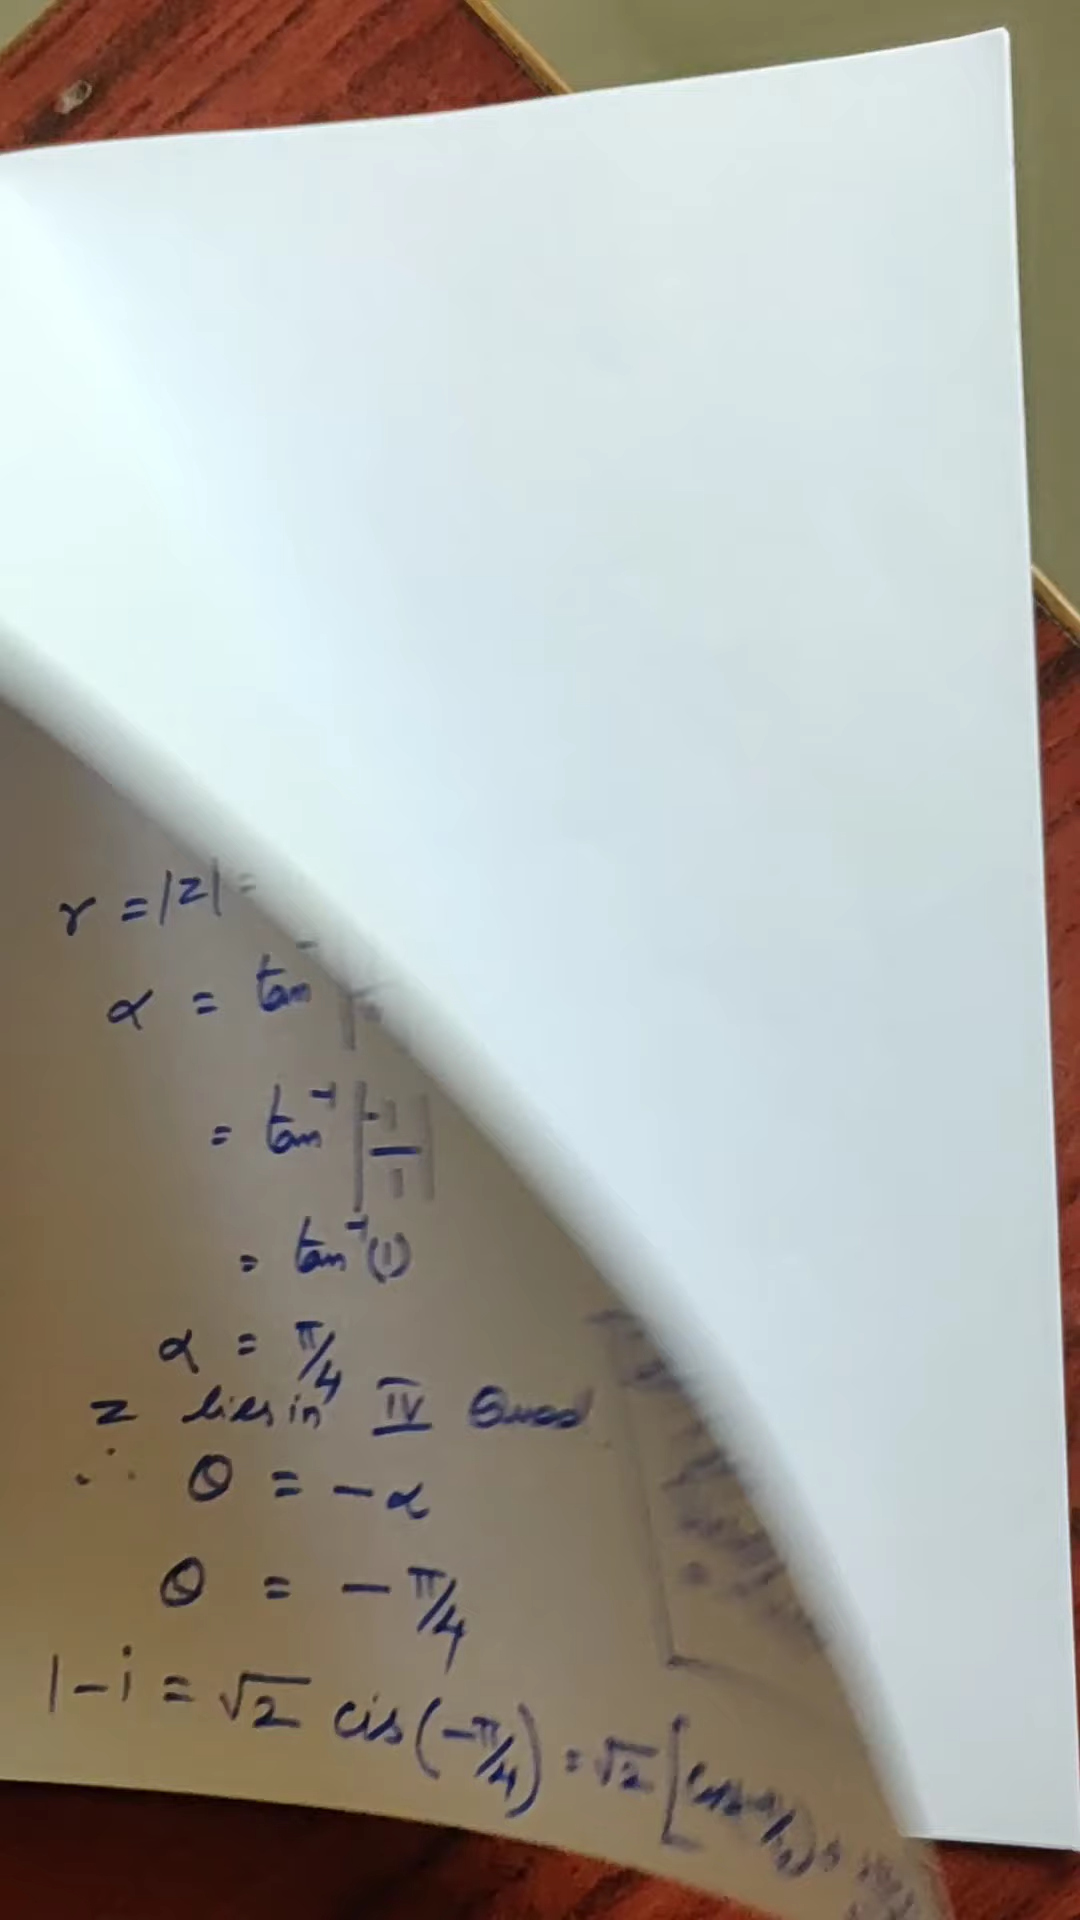 r = |z| =
α = tan⁻
= tan⁻¹ |-1/1|
= tan⁻¹(1)
α = π/4
z lies in IV Quad
∴ θ = -α
θ = -π/4
1-i = √2 cis(-π/4) = √2 [